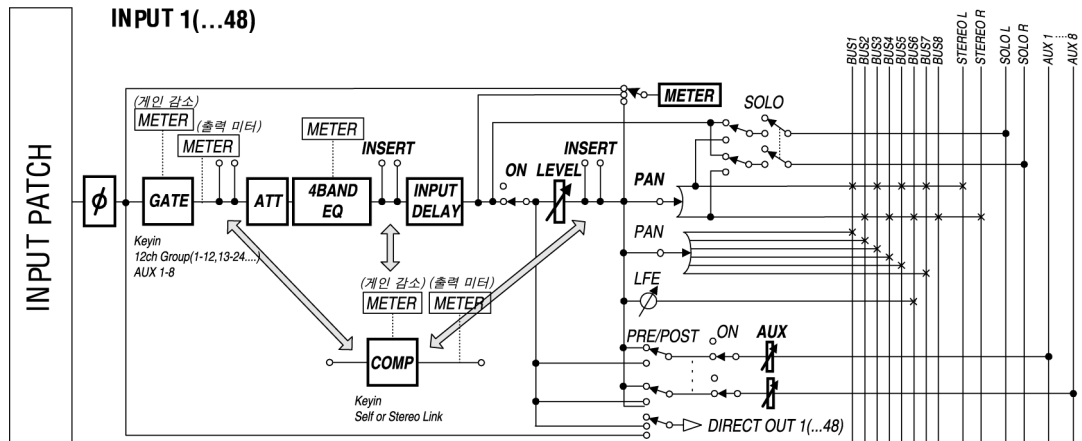 INPUT 1(...48)
INPUT PATCH
BUS1
BUS2
BUS3
BUS4
BUS5
BUS6
BUS7
BUS8
STEREO L
STEREO R
SOLO L
SOLO R
AUX 1
AUX 8
(게인 감소)
METER
(출력 미터)
METER
METER
METER
SOLO
INSERT
ON
LEVEL
INSERT
PAN
ϕ
GATE
ATT
4BAND
EQ
INPUT
DELAY
Keyin
12ch Group(1-12,13-24....)
AUX 1-8
PAN
LFE
(게인 감소)
(출력 미터)
METER
METER
COMP
Keyin
Self or Stereo Link
PRE/POST
ON
AUX
DIRECT OUT 1(...48)